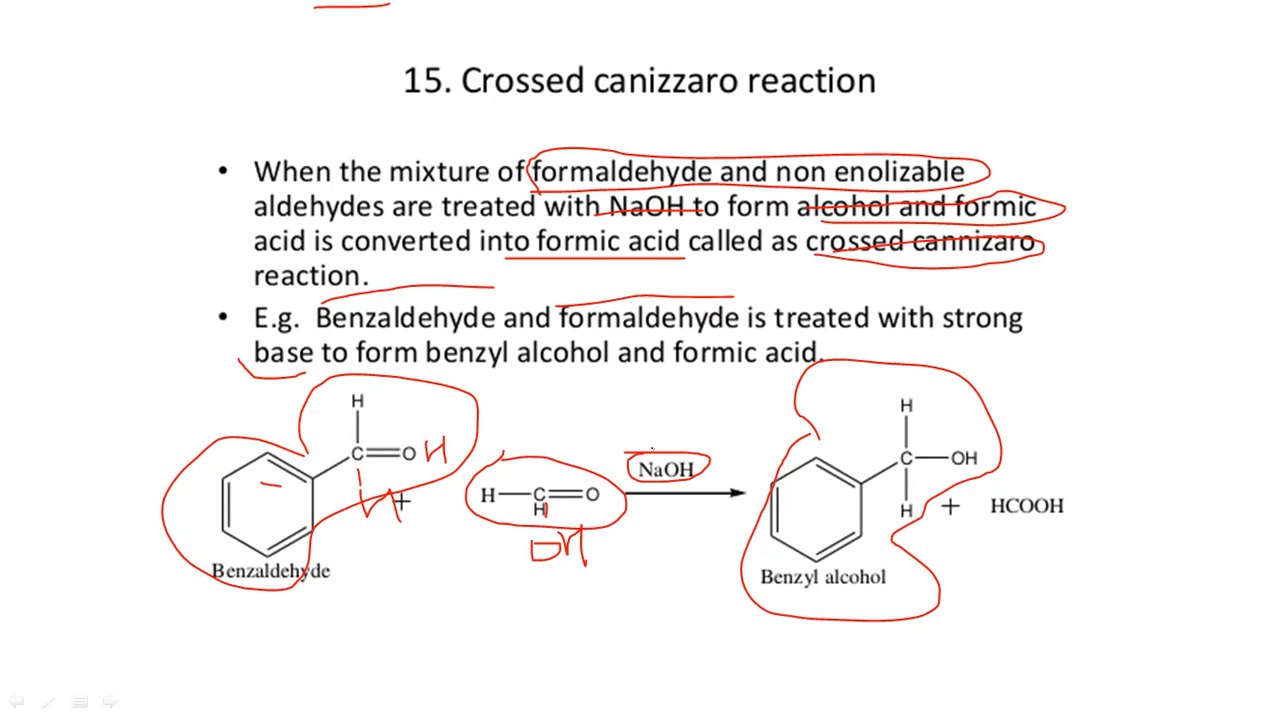 15. Crossed canizzaro reaction
• When the mixture of formaldehyde and non enolizable
aldehydes are treated with NaOH to form alcohol and formic
acid is converted into formic acid called as crossed cannizaro
reaction.
• E.g. Benzaldehyde and formaldehyde is treated with strong
base to form benzyl alcohol and formic acid.
H
C=O H
H
+
H—C=O
H
OH
NaOH
H
C—OH
H
+ HCOOH
Benzaldehyde
Benzyl alcohol